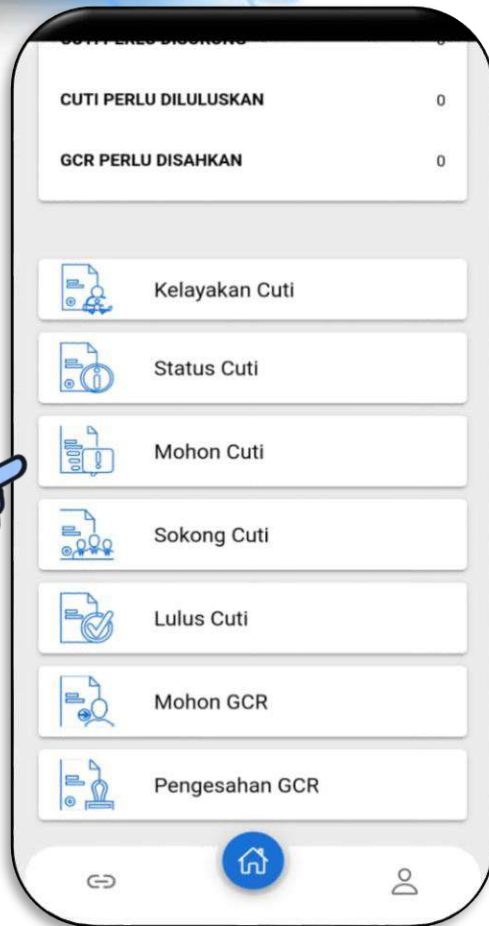 CUTI PERLU DILULUSKAN 0
GCR PERLU DISAHKAN 0
Kelayakan Cuti
Status Cuti
Mohon Cuti
Sokong Cuti
Lulus Cuti
Mohon GCR
Pengesahan GCR